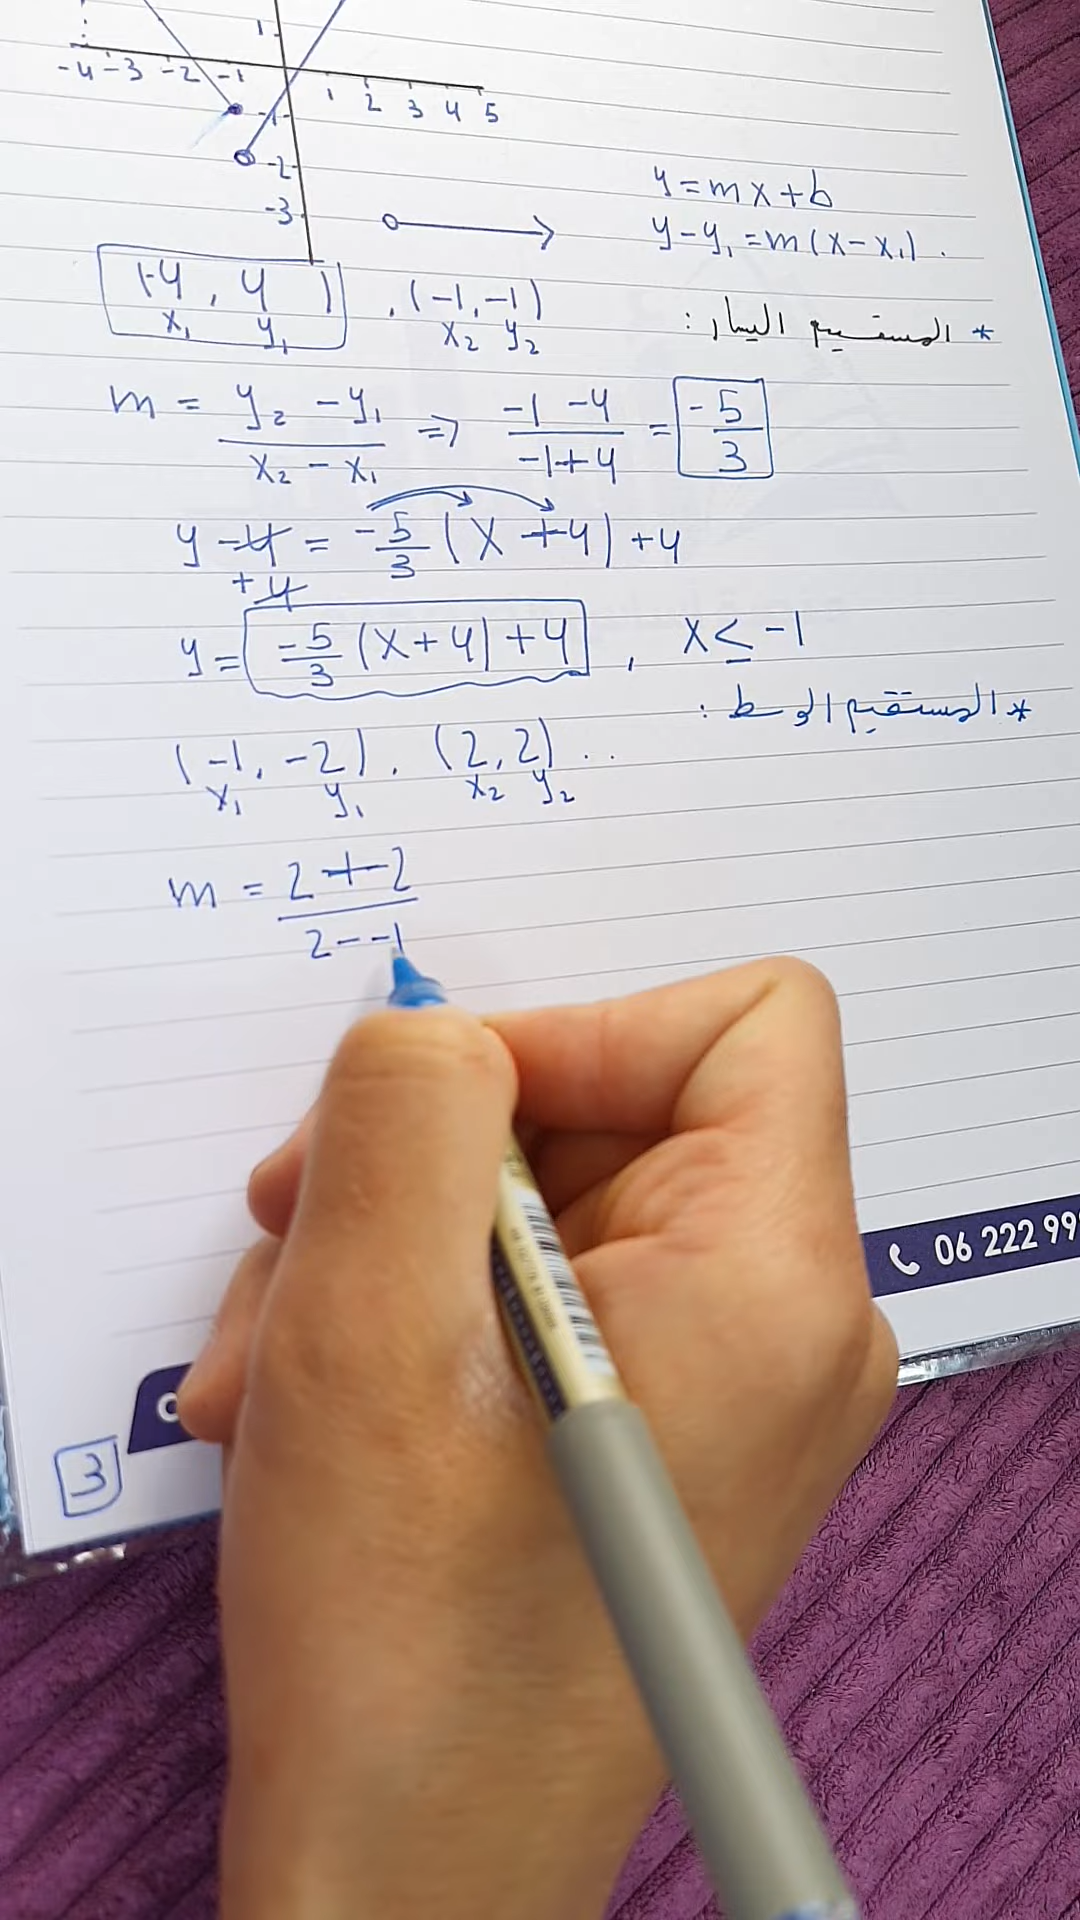 1
-4 -3 -2 -1 1 2 3 4 5
-1
-2
-3
y = mx + b
y - y₁ = m(x - x₁).
(-4, 4) , (-1, -1)
x₁ y₁ x₂ y₂
* المستقيم اليسار :
m = (y₂ - y₁)/(x₂ - x₁) => (-1 -4)/(-1+4) = -5/3
y - 4 = -5/3 (x + 4) + 4
+ 4
y = -5/3 (x + 4) + 4 , x ≤ -1
* المستقيم الوسط :
(-1, -2), (2, 2) ..
x₁ y₁ x₂ y₂
m = (2 + -2)/(2 - -1)
06 222 99
3